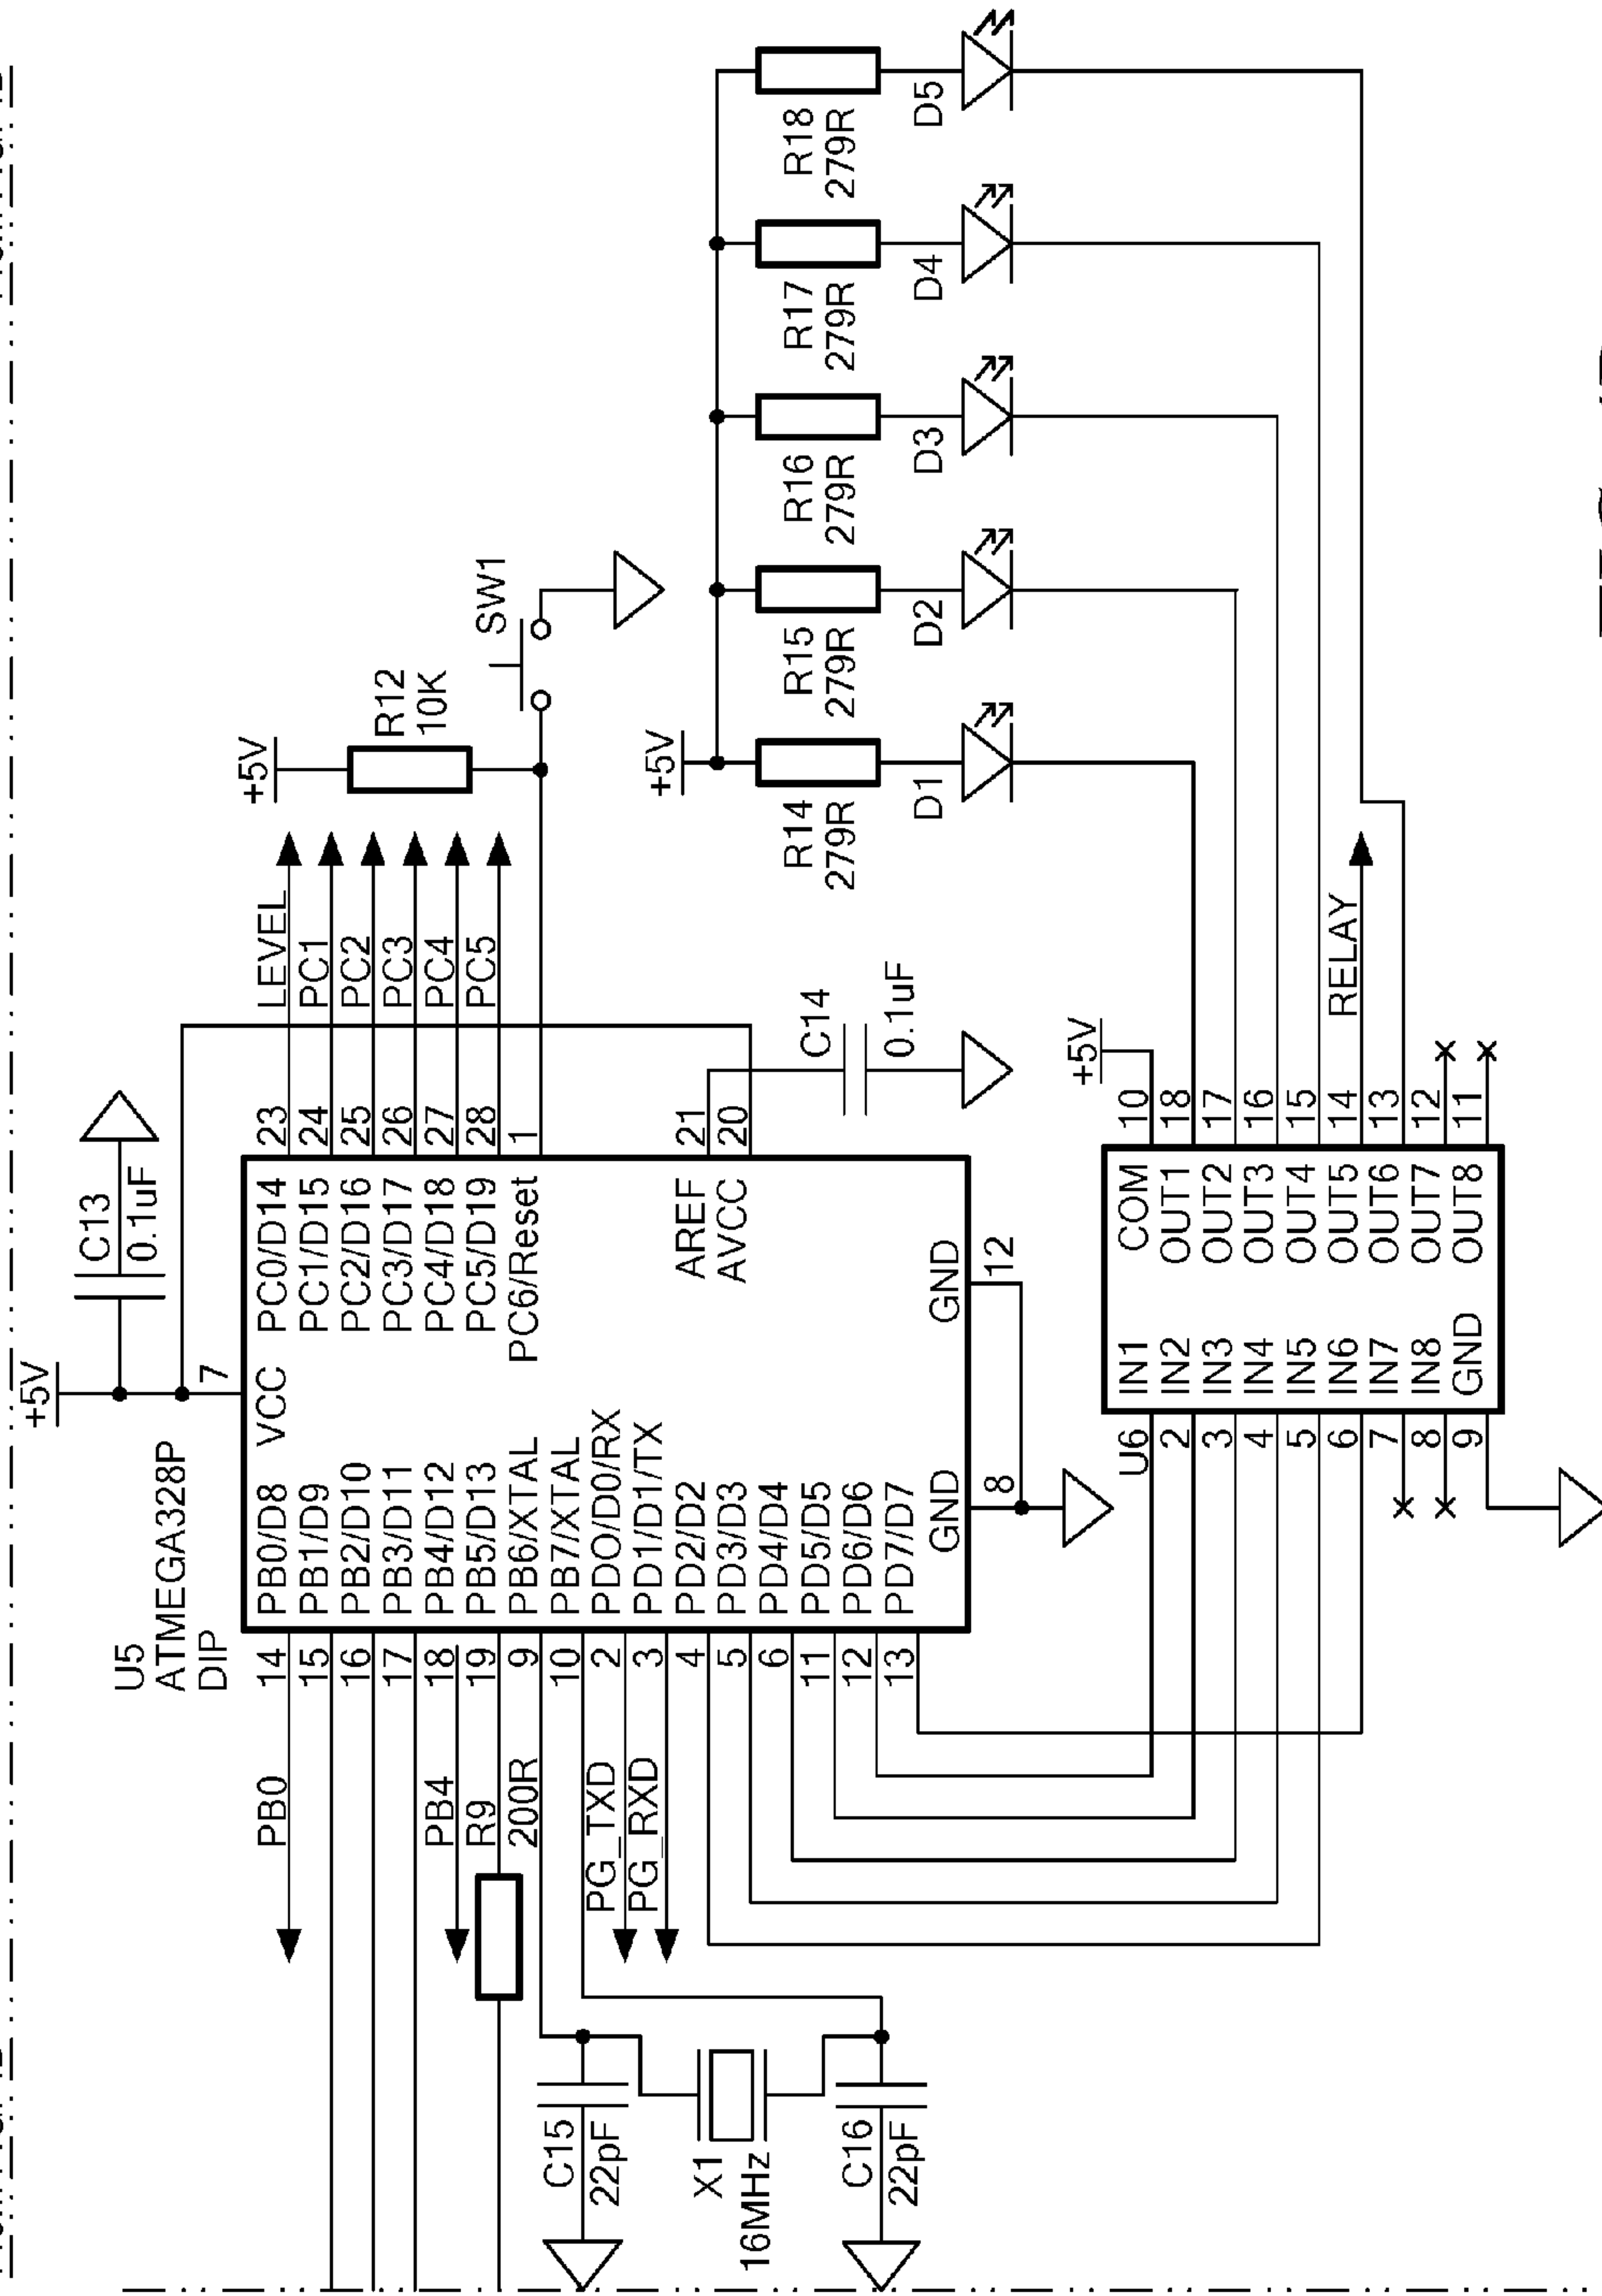 +5V
C13
0.1uF
U5
ATMEGA328P
DIP
7
VCC
14
PB0/D8
15
PB1/D9
16
PB2/D10
17
PB3/D11
18
PB4/D12
19
PB5/D13
9
PB6/XTAL
10
PB7/XTAL
2
PDO/D0/RX
3
PD1/D1/TX
4
PD2/D2
5
PD3/D3
6
PD4/D4
11
PD5/D5
12
PD6/D6
13
PD7/D7
PC0/D14
23
PC1/D15
24
PC2/D16
25
PC3/D17
26
PC4/D18
27
PC5/D19
28
PC6/Reset
1
AREF
21
AVCC
20
GND
8
GND
12
PB0
PB4
R9
200R
PG_TXD
PG_RXD
C15
22pF
X1
16MHz
C16
22pF
LEVEL
PC1
PC2
PC3
PC4
PC5
+5V
R12
10K
SW1
C14
0.1uF
+5V
R14
279R
R15
279R
R16
279R
R17
279R
R18
279R
D1
D2
D3
D4
D5
U6
IN1
2
IN2
3
IN3
4
IN4
5
IN5
6
IN6
7
IN7
8
IN8
9
GND
+5V
COM
10
OUT1
18
OUT2
17
OUT3
16
OUT4
15
OUT5
14
OUT6
13
OUT7
12
OUT8
11
RELAY